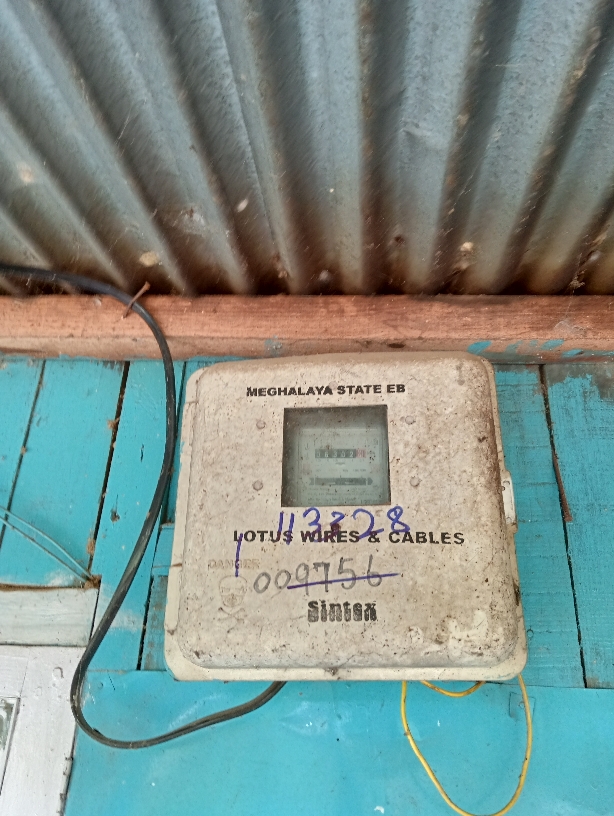 MEGHALAYA STATE EB
113228
LOTUS WIRES & CABLES
DANGER
009756
Sintex